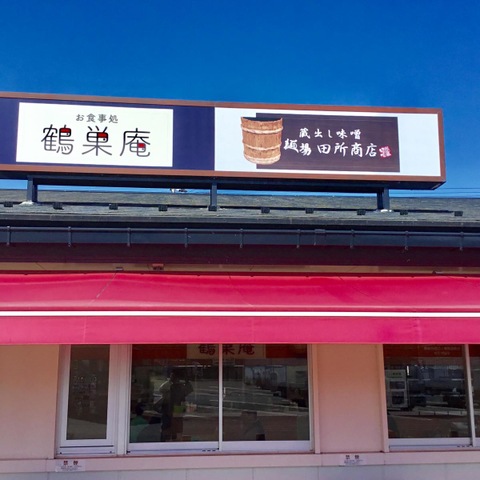 お食事処
鶴巣庵
蔵出し味噌
麺場 田所商店
鶴巣庵